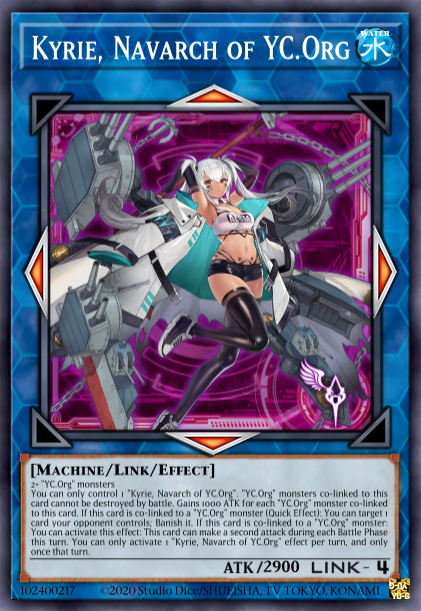 KYRIE, NAVARCH OF YC.ORG
WATER
水
[MACHINE/LINK/EFFECT]
2+ "YC.Org" monsters
You can only control 1 "Kyrie, Navarch of YC.Org". "YC.Org" monsters co-linked to this
card cannot be destroyed by battle. Gains 1000 ATK for each "YC.Org" monster co-linked
to this card. If this card is co-linked to a "YC.Org" monster (Quick Effect): You can target 1
card your opponent controls; Banish it. If this card is co-linked to a "YC.Org" monster:
You can activate this effect: This card can make a second attack during each Battle Phase
this turn. You can only activate 1 "Kyrie, Navarch of YC.Org" effect per turn, and only
once that turn.
ATK/2900 LINK-4
102400217 ©2020 Studio Dice/SHUEISHA, TV TOKYO, KONAMI